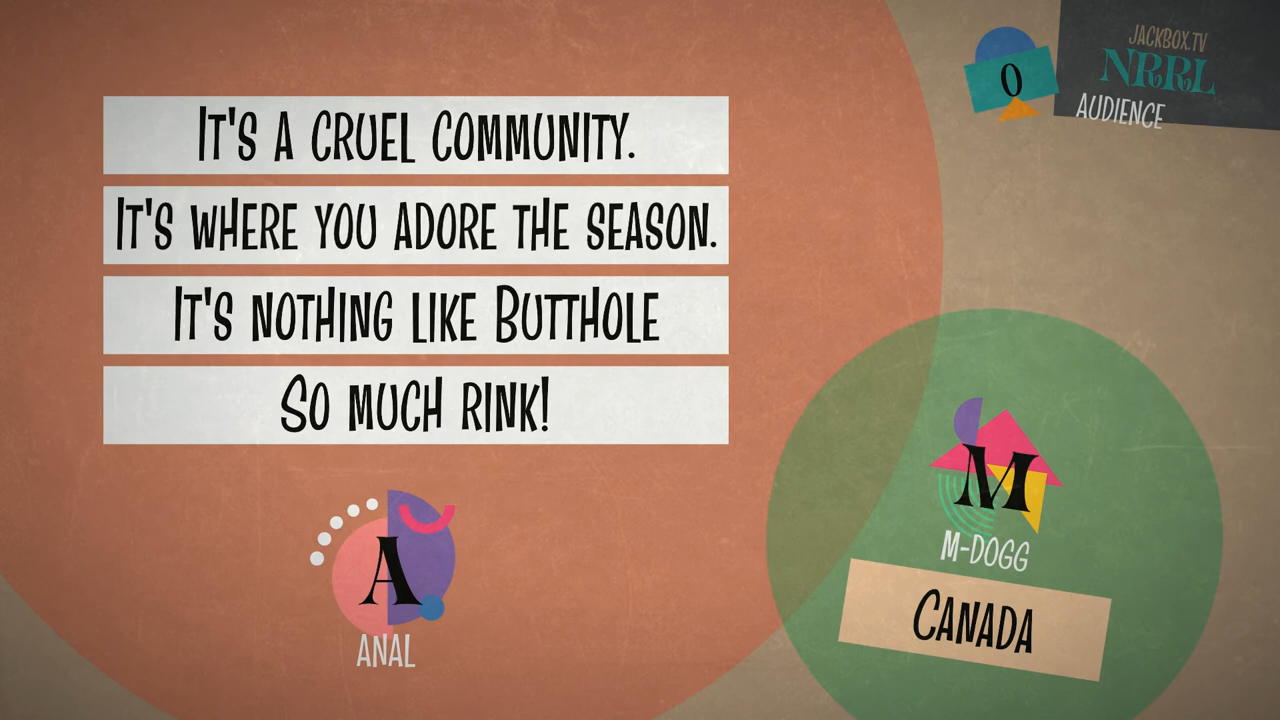 JACKBOX.TV
NRRL
0
AUDIENCE
It's a cruel community.
It's where you adore the season.
It's nothing like Butthole
So much rink!
A
ANAL
M
M-DOGG
Canada